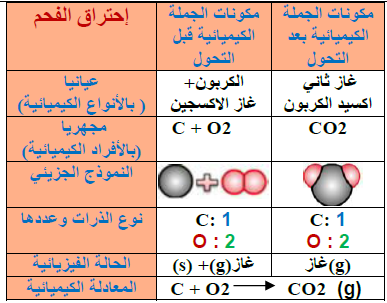 إحتراق الفحم
مكونات الجملة
الكيميائية قبل
التحول
مكونات الجملة
الكيميائية بعد
التحول
عيانيا
( بالأنواع الكيميائية)
الكربون+
غاز الاكسجين
غاز ثاني
اكسيد الكربون
مجهريا
(بالأفراد الكيميائية)
C + O2
CO2
النموذج الجزيئي
+
نوع الذرات وعددها
C: 1
O : 2
C: 1
O : 2
الحالة الفيزيائية
(s) +(g)غاز
(g)غاز
المعادلة الكيميائية
C + O2 → CO2 (g)